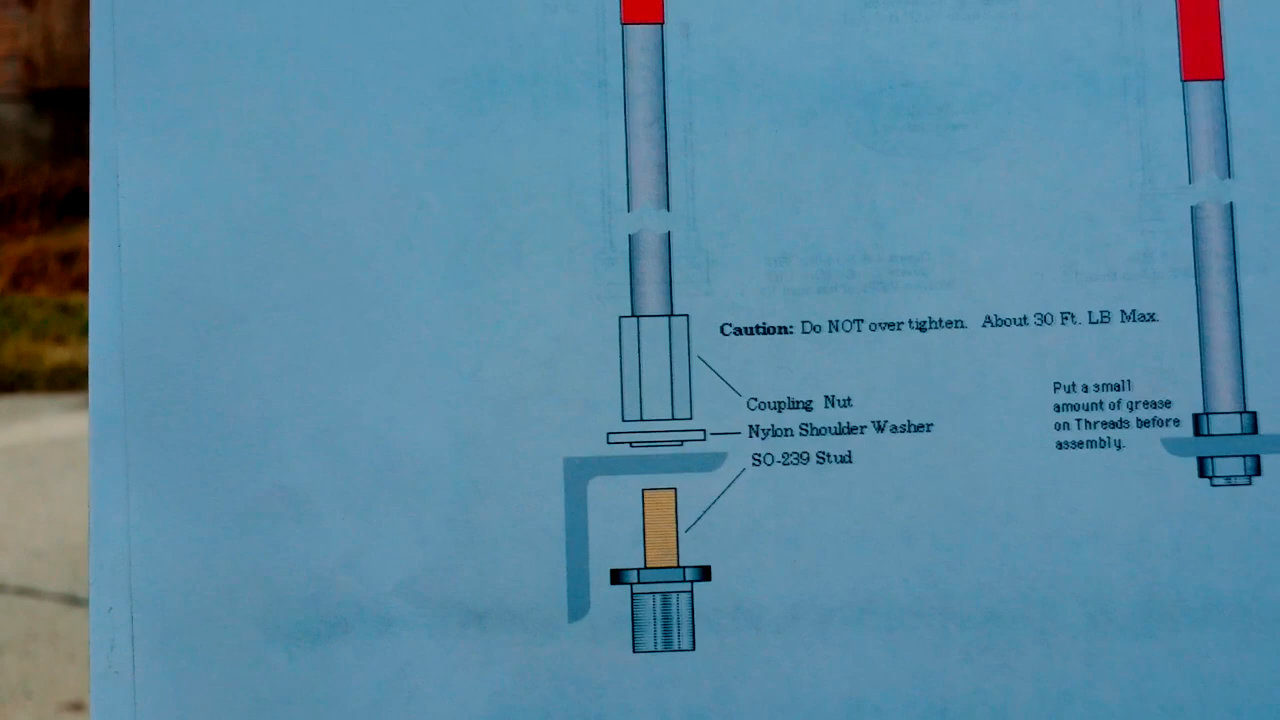 Caution: Do NOT over tighten. About 30 Ft. LB Max.
Coupling Nut
Nylon Shoulder Washer
SO-239 Stud
Put a small
amount of grease
on Threads before
assembly.